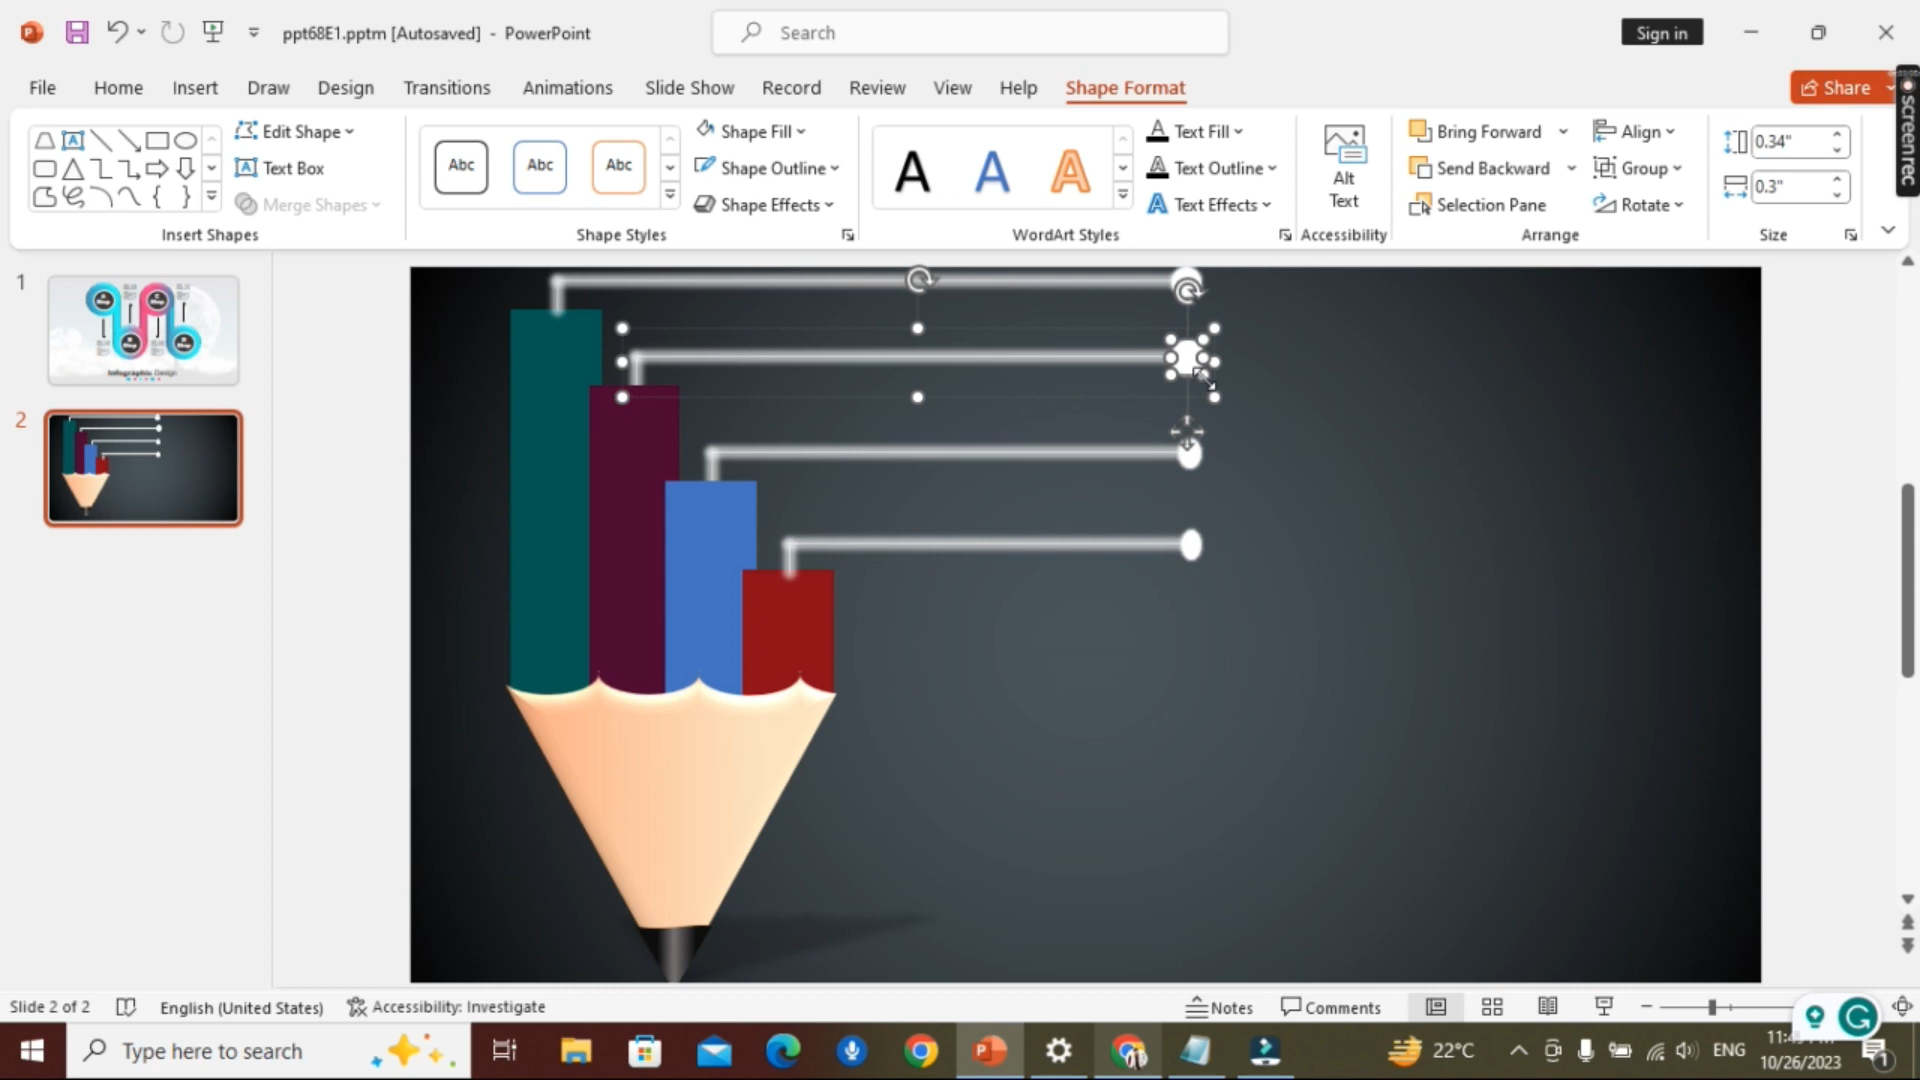 ppt68E1.pptm [Autosaved] - PowerPoint
Search
Sign in
File Home Insert Draw Design Transitions Animations Slide Show Record Review View Help Shape Format
Share
screenrec
Edit Shape
Text Box
Merge Shapes
Insert Shapes
Abc Abc Abc
Shape Fill
Shape Outline
Shape Effects
Shape Styles
A A A
Text Fill
Text Outline
Text Effects
WordArt Styles
Alt
Text
Accessibility
Bring Forward
Send Backward
Selection Pane
Align
Group
Rotate
Arrange
0.34"
0.3"
Size
1
Infographic Design
2
Slide 2 of 2 English (United States) Accessibility: Investigate Notes Comments
Type here to search
22°C
ENG
10/26/2023
1